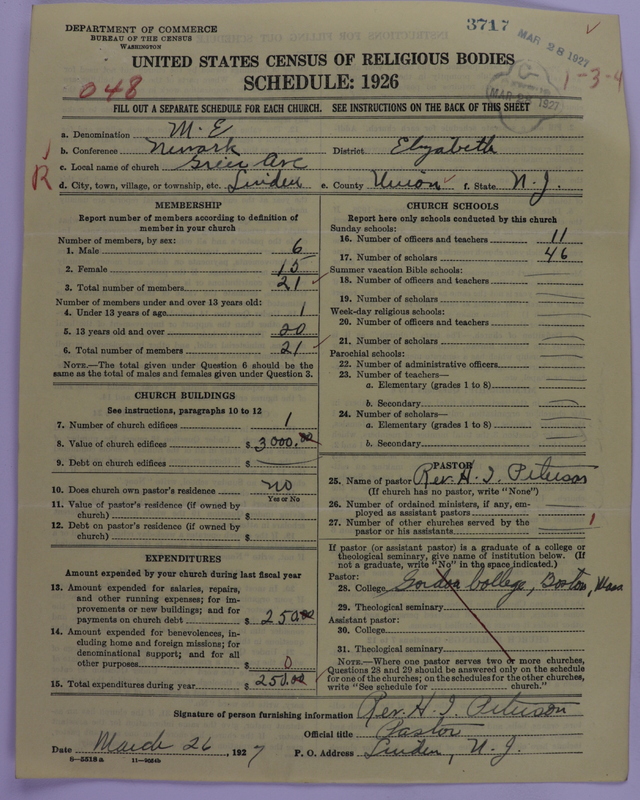 DEPARTMENT OF COMMERCE
BUREAU OF THE CENSUS
WASHINGTON
3717
MAR 28 1927
MAR 28 1927
1-3-4
UNITED STATES CENSUS OF RELIGIOUS BODIES
048
SCHEDULE: 1926
FILL OUT A SEPARATE SCHEDULE FOR EACH CHURCH. SEE INSTRUCTIONS ON THE BACK OF THIS SHEET
a. Denomination M. E
b. Conference Newark District Elizabeth
c. Local name of church Grier Ave
R
d. City, town, village, or township, etc. Linden e. County Union f. State N. J.
MEMBERSHIP
Report number of members according to definition of
member in your church
Number of members, by sex:
1. Male 6
2. Female 15
3. Total number of members 21
Number of members under and over 13 years old:
4. Under 13 years of age 1
5. 13 years old and over 20
6. Total number of members 21
NOTE.—The total given under Question 6 should be
same as the total of males and females given under Question 3.
CHURCH BUILDINGS
See instructions, paragraphs 10 to 12
7. Number of church edifices 1
8. Value of church edifices $ 3000.00
9. Debt on church edifices $
10. Does church own pastor's residence no
Yes or No
11. Value of pastor's residence (if owned by
church) $
12. Debt on pastor's residence (if owned by
church) $
EXPENDITURES
Amount expended by your church during last fiscal year
13. Amount expended for salaries, repairs,
and other running expenses; for im-
provements or new buildings; and for
payments on church debt $ 250.00
14. Amount expended for benevolences, in-
cluding home and foreign missions; for
denominational support; and for all
other purposes $ 0
15. Total expenditures during year $ 250.00
CHURCH SCHOOLS
Report here only schools conducted by this church
Sunday schools:
16. Number of officers and teachers 11
17. Number of scholars 46
Summer vacation Bible schools:
18. Number of officers and teachers
19. Number of scholars
Week-day religious schools:
20. Number of officers and teachers
21. Number of scholars
Parochial schools:
22. Number of administrative officers
23. Number of teachers—
a. Elementary (grades 1 to 8)
b. Secondary
24. Number of scholars—
a. Elementary (grades 1 to 8)
b. Secondary
PASTOR
25. Name of pastor Rev. H. I. Peterson
(If church has no pastor, write "None")
26. Number of ordained ministers, if any, em-
ployed as assistant pastors
27. Number of other churches served by the
pastor or his assistants 1
If pastor (or assistant pastor) is a graduate of a college or
theological seminary, give name of institution below. (If
not a graduate, write "No" in the space indicated.)
Pastor:
28. College Gordon College, Boston, Mass
29. Theological seminary
Assistant pastor:
30. College
31. Theological seminary
NOTE.—Where one pastor serves two or more churches,
Questions 28 and 29 should be answered only on the schedule
for one of the churches; on the schedules for the other churches,
write "See schedule for church."
Signature of person furnishing information Rev. H. I. Peterson
Official title Pastor
Date March 26, 1927 P. O. Address Linden, N. J.
8—5518 a